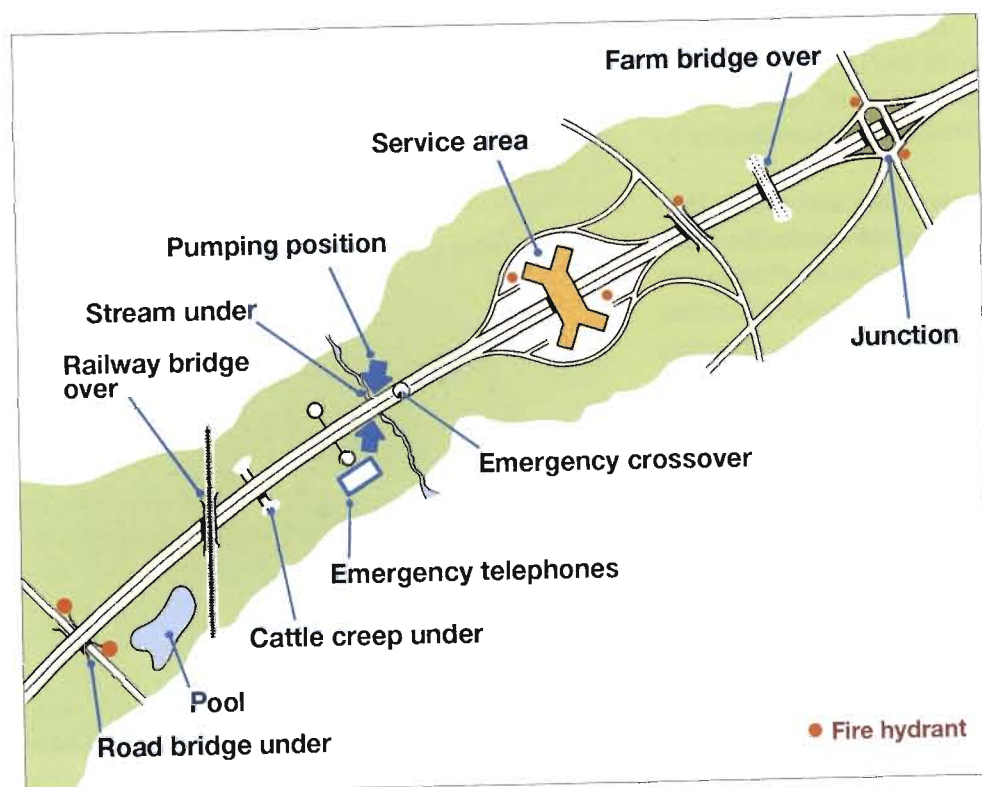 Farm bridge over
Service area
Pumping position
Stream under
Railway bridge
over
Junction
Emergency crossover
Emergency telephones
Cattle creep under
Pool
Road bridge under
Fire hydrant